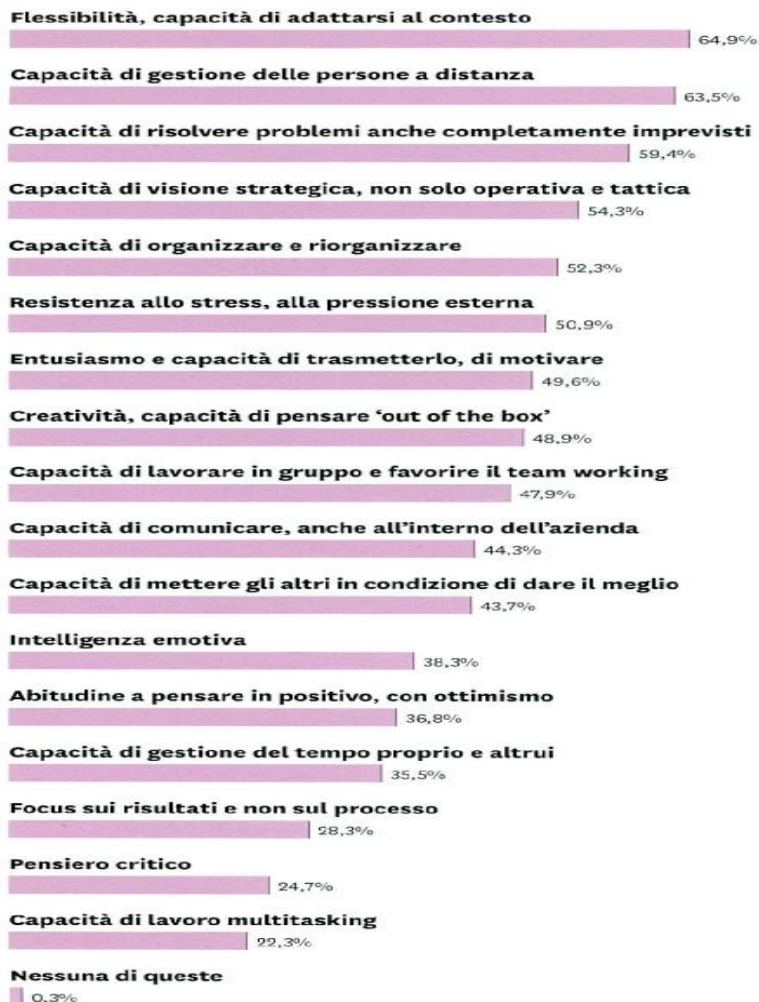 Flessibilità, capacità di adattarsi al contesto
64,9%
Capacità di gestione delle persone a distanza
63,5%
Capacità di risolvere problemi anche completamente imprevisti
59,4%
Capacità di visione strategica, non solo operativa e tattica
54,3%
Capacità di organizzare e riorganizzare
52,3%
Resistenza allo stress, alla pressione esterna
50,9%
Entusiasmo e capacità di trasmetterlo, di motivare
49,6%
Creatività, capacità di pensare ‘out of the box’
48,9%
Capacità di lavorare in gruppo e favorire il team working
47,9%
Capacità di comunicare, anche all’interno dell’azienda
44,3%
Capacità di mettere gli altri in condizione di dare il meglio
43,7%
Intelligenza emotiva
38,3%
Abitudine a pensare in positivo, con ottimismo
36,8%
Capacità di gestione del tempo proprio e altrui
35,5%
Focus sui risultati e non sul processo
28,3%
Pensiero critico
24,7%
Capacità di lavoro multitasking
22,3%
Nessuna di queste
0,3%